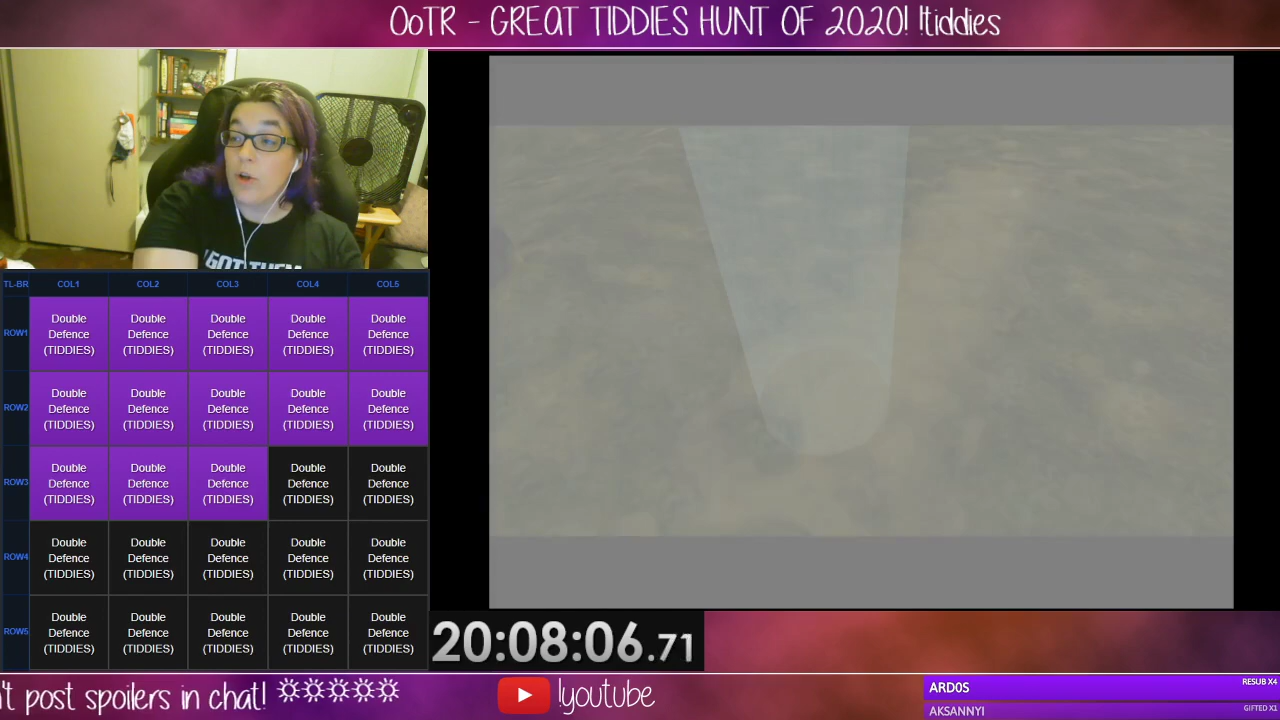 OoTR - GREAT TIDDIES HUNT OF 2020! !tiddies
I GOT THEM
TL-BR COL1 COL2 COL3 COL4 COL5
ROW1
Double Double Double Double Double
Defence Defence Defence Defence Defence
(TIDDIES) (TIDDIES) (TIDDIES) (TIDDIES) (TIDDIES)
ROW2
Double Double Double Double Double
Defence Defence Defence Defence Defence
(TIDDIES) (TIDDIES) (TIDDIES) (TIDDIES) (TIDDIES)
ROW3
Double Double Double Double Double
Defence Defence Defence Defence Defence
(TIDDIES) (TIDDIES) (TIDDIES) (TIDDIES) (TIDDIES)
ROW4
Double Double Double Double Double
Defence Defence Defence Defence Defence
(TIDDIES) (TIDDIES) (TIDDIES) (TIDDIES) (TIDDIES)
ROW5
Double Double Double Double Double
Defence Defence Defence Defence Defence
(TIDDIES) (TIDDIES) (TIDDIES) (TIDDIES) (TIDDIES)
20:08:06.71
't post spoilers in chat!
!youtube
ARD0S RESUB X4
AKSANNYI GIFTED X1